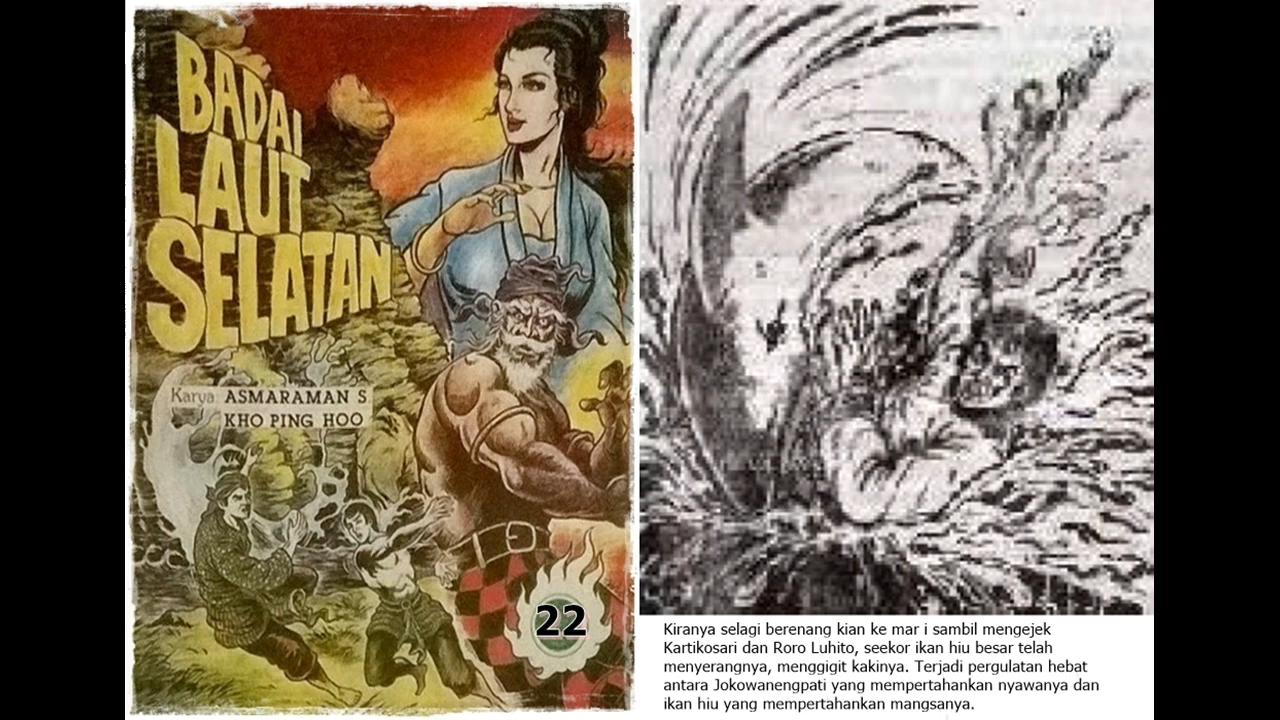 BADAI
LAUT
SELATAN
Karya: ASMARAMAN S
KHO PING HOO
22
Kiranya selagi berenang kian ke mar i sambil mengejek
Kartikosari dan Roro Luhito, seekor ikan hiu besar telah
menyerangnya, menggigit kakinya. Terjadi pergulatan hebat
antara Jokowanengpati yang mempertahankan nyawanya dan
ikan hiu yang mempertahankan mangsanya.